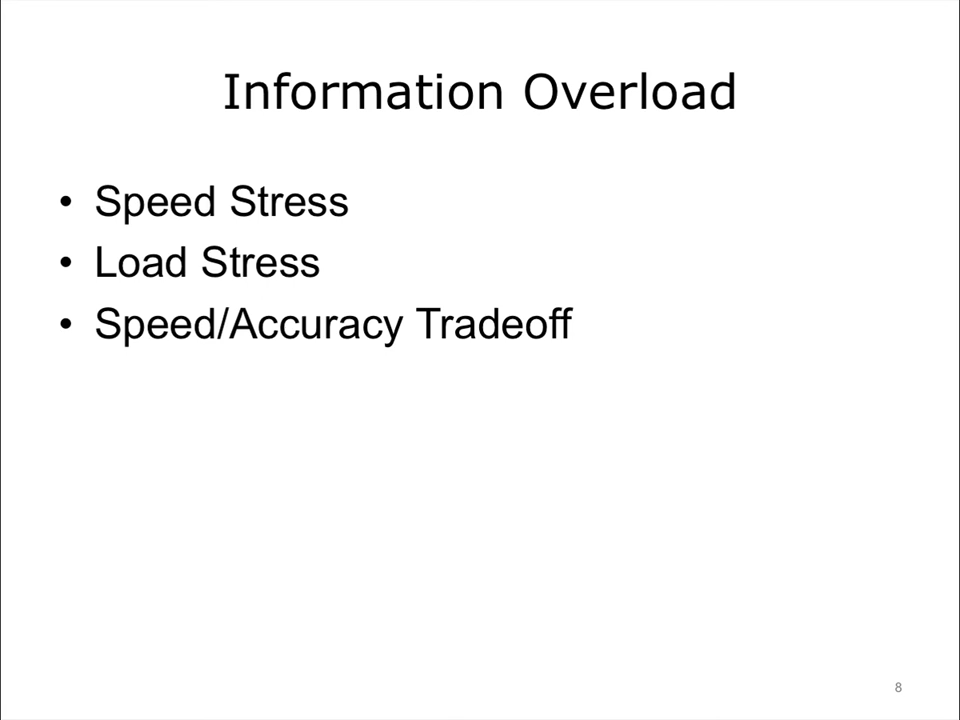 Information Overload
• Speed Stress
• Load Stress
• Speed/Accuracy Tradeoff
8